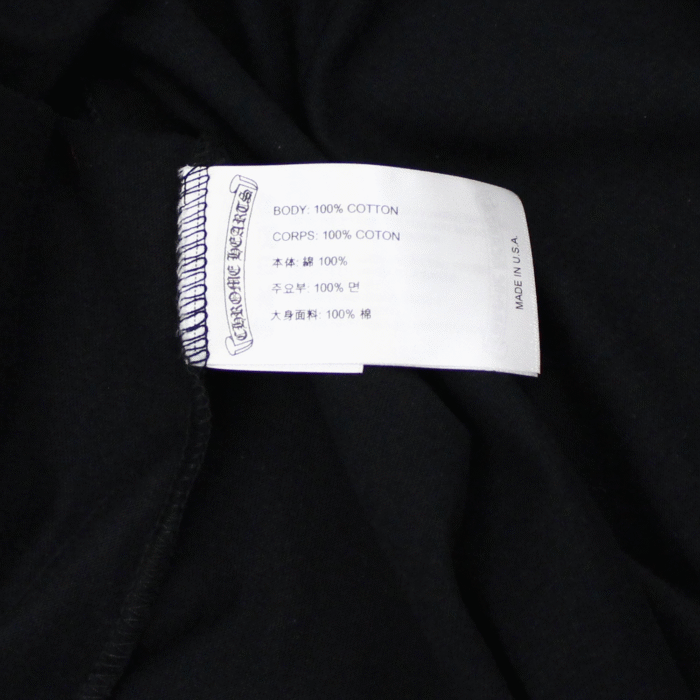 CHROME HEARTS
BODY: 100% COTTON
CORPS: 100% COTON
本体: 綿 100%
주요부: 100% 면
大身面料: 100% 棉
MADE IN U.S.A.